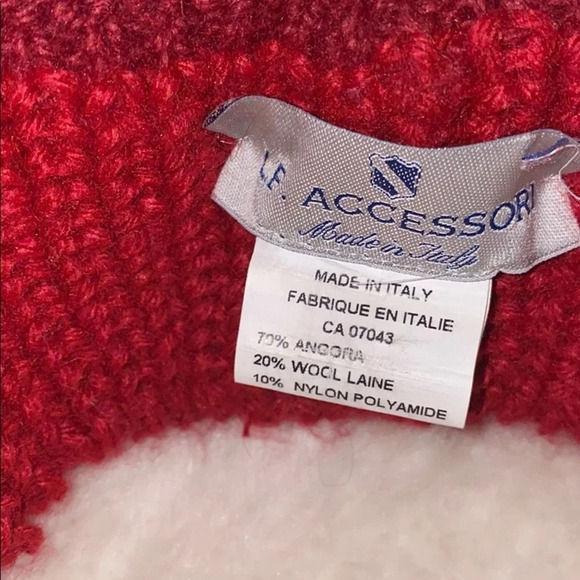 .F. ACCESSORI
Made in Italy
MADE IN ITALY
FABRIQUE EN ITALIE
CA 07043
70% ANGORA
20% WOOL LAINE
10% NYLON POLYAMIDE